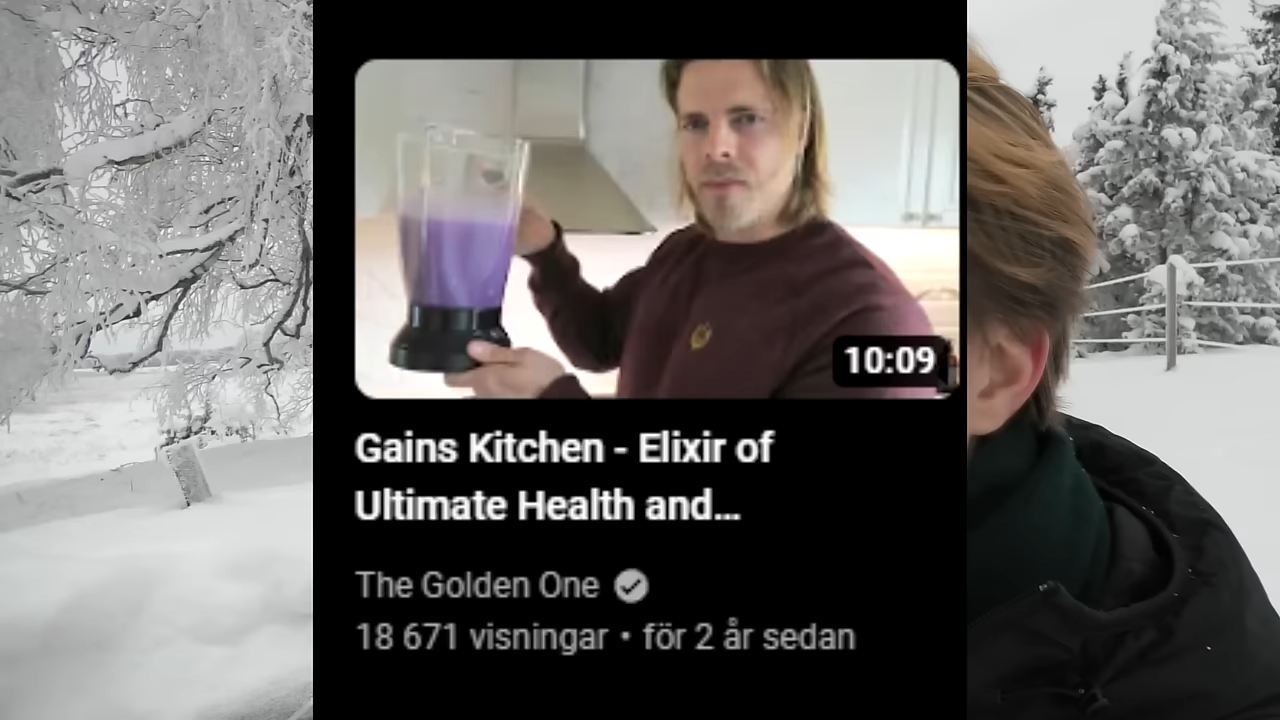 10:09
Gains Kitchen - Elixir of
Ultimate Health and...
The Golden One
18 671 visningar • för 2 år sedan